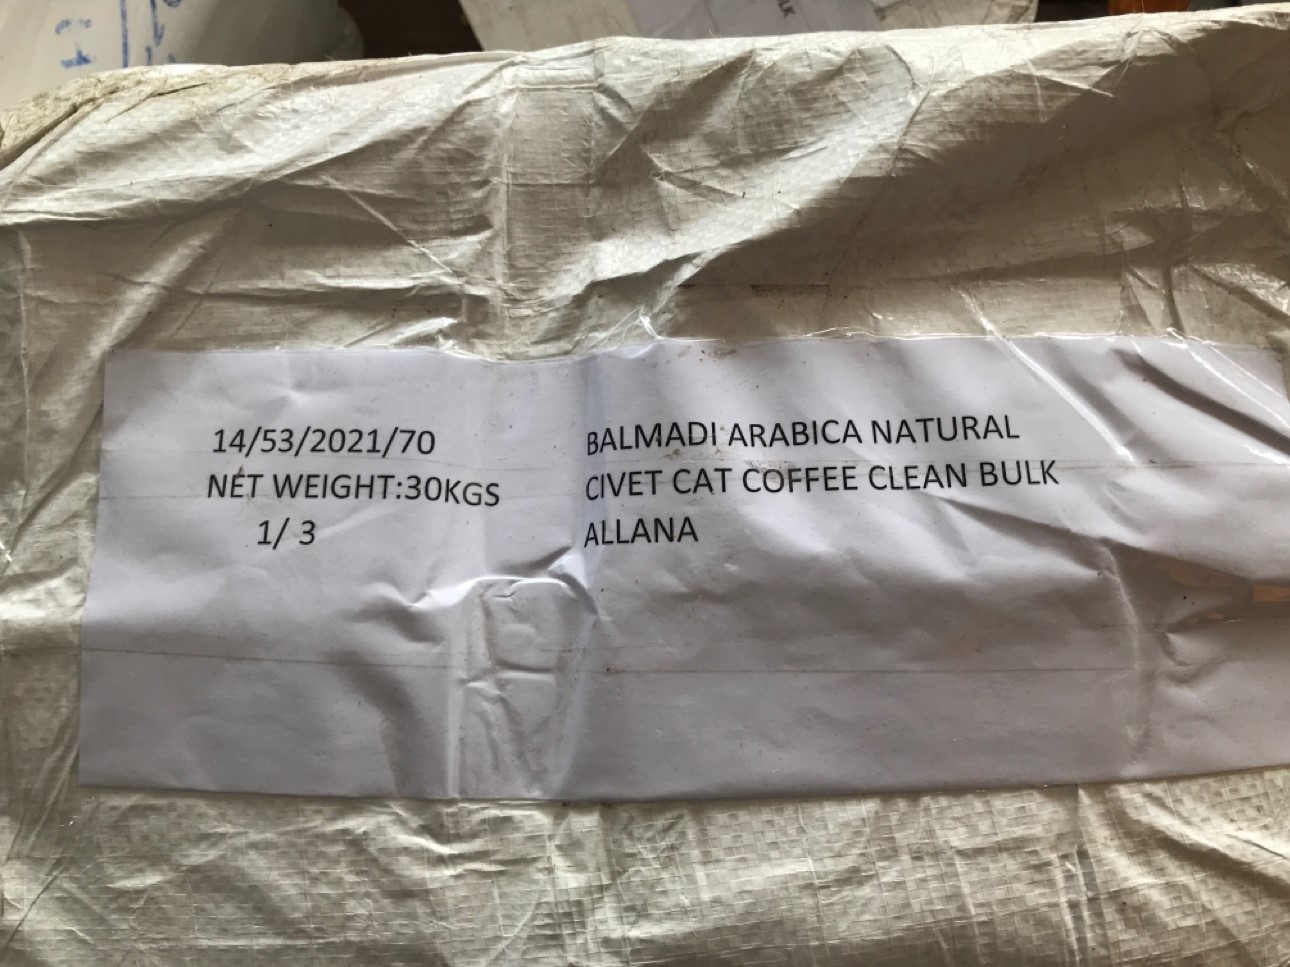 14/53/2021/70
NET WEIGHT:30KGS
1/ 3
BALMADI ARABICA NATURAL
CIVET CAT COFFEE CLEAN BULK
ALLANA